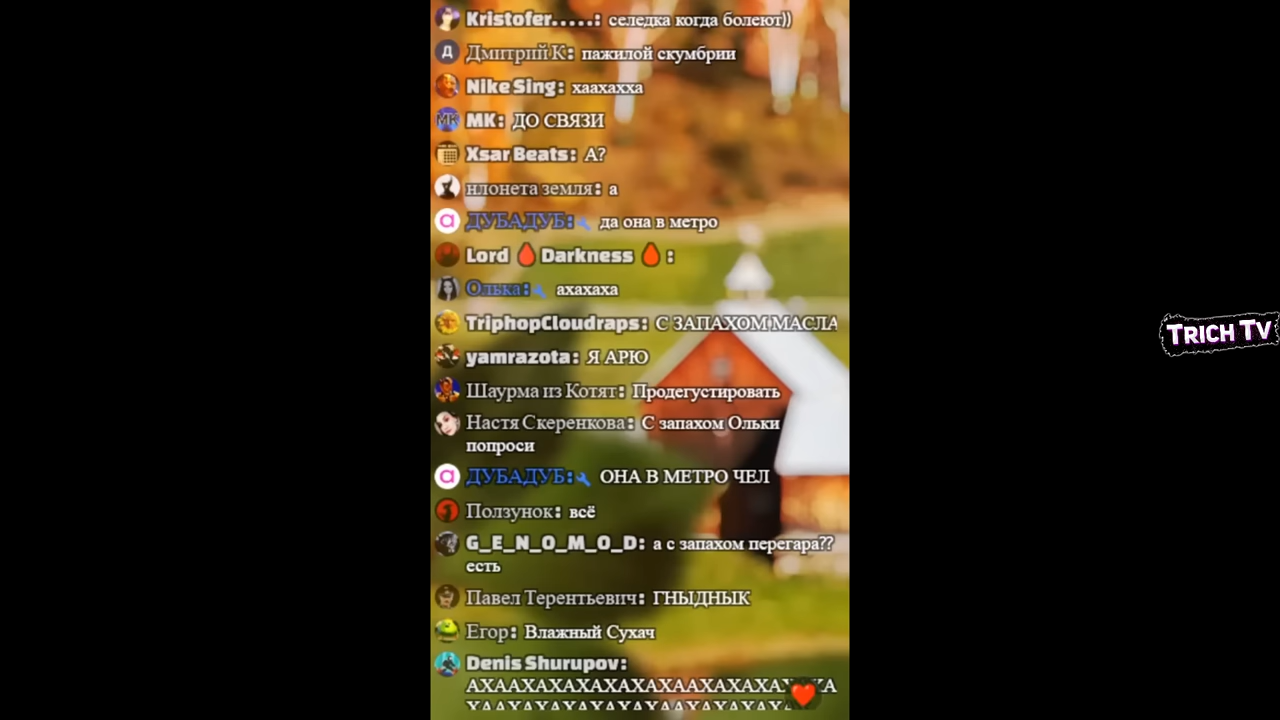 Kristofer.....: селедка когда болеют))
Дмитрий К: пажилой скумбрии
Nike Sing: хаахахха
МК: ДО СВЯЗИ
Xsar Beats: А?
нлонета земля: а
ДУБАДУБ: да она в метро
Lord 🩸 Darkness 🩸 :
Олька: ахахаха
TriphopCloudraps: С ЗАПАХОМ МАСЛА
TRICH TV
yamrazota: Я АРЮ
Шаурма из Котят: Продегустировать
Настя Скеренкова: С запахом Ольки
попроси
ДУБАДУБ: ОНА В МЕТРО ЧЕЛ
Ползунок: всё
G_E_N_O_M_O_D: а с запахом перегара??
есть
Павел Терентьевич: ГНЫДНЫК
Егор: Влажный Сухач
Denis Shurupov: